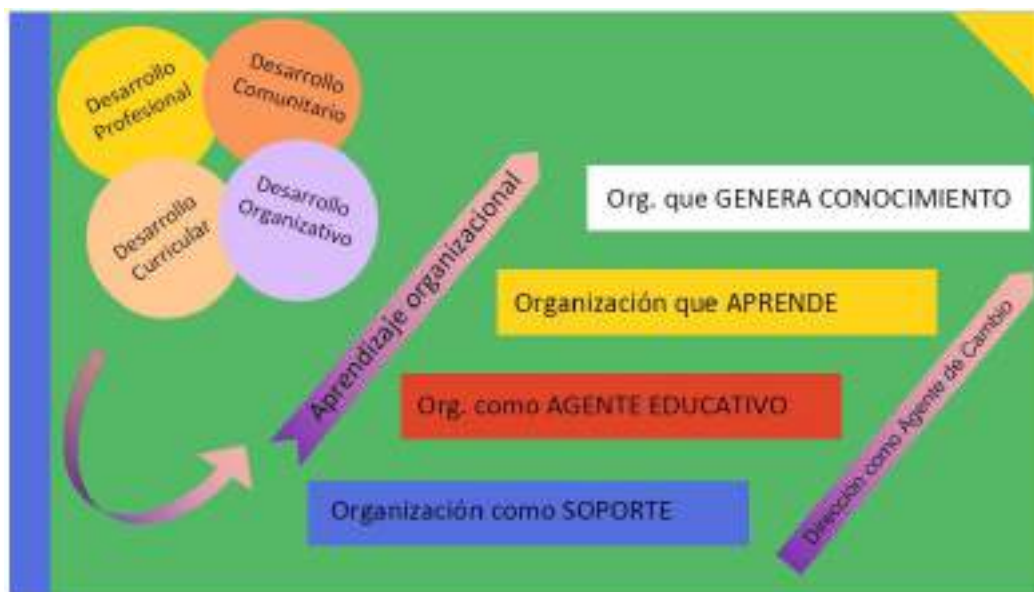 Desarrollo
Profesional
Desarrollo
Comunitario
Desarrollo
Curricular
Desarrollo
Organizativo
Aprendizaje organizacional
Org. que GENERA CONOCIMIENTO
Organización que APRENDE
Org. como AGENTE EDUCATIVO
Organización como SOPORTE
Dirección como Agente de Cambio